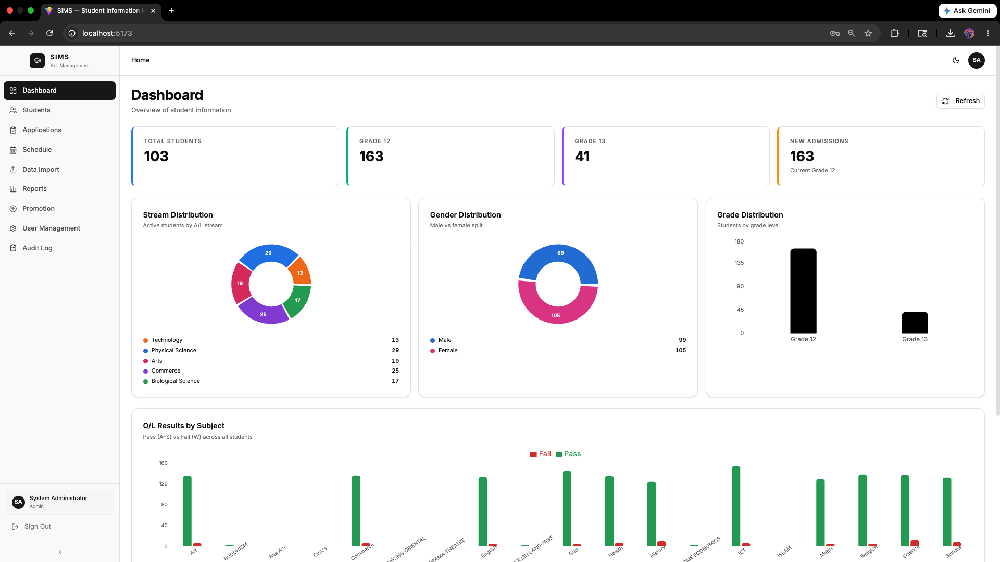 SIMS — Student Information
Ask Gemini
localhost:5173
SIMS
A/L Management
Dashboard
Students
Applications
Schedule
Data Import
Reports
Promotion
User Management
Audit Log
SA
System Administrator
Admin
Sign Out
Home
SA
Dashboard
Overview of student information
Refresh
TOTAL STUDENTS
103
GRADE 12
163
GRADE 13
41
NEW ADMISSIONS
163
Current Grade 12
Stream Distribution
Active students by A/L stream
29
13
19
17
25
Technology 13
Physical Science 29
Arts 19
Commerce 25
Biological Science 17
Gender Distribution
Male vs female split
99
105
Male 99
Female 105
Grade Distribution
Students by grade level
180
135
90
45
0
Grade 12
Grade 13
O/L Results by Subject
Pass (A–S) vs Fail (W) across all students
Fail Pass
160
120
80
40
0
Art
BUDDHISM
Bus.Acc
Civics
Commerce
NCING ORIENTAL
RAMA THEATRE
English
GLISH LANGUAGE
Geo
Health
History
OME ECONOMICS
ICT
ISLAM
Maths
Religion
Science
Sinhala